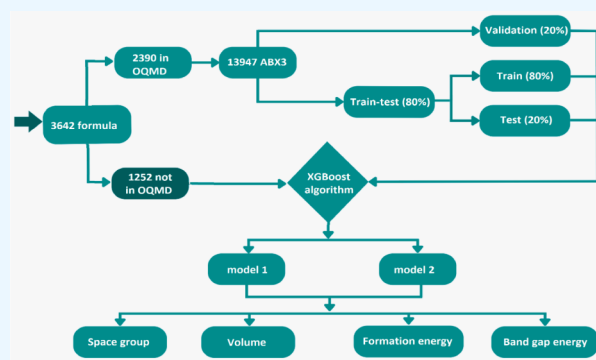 Validation (20%)
2390 in
OQMD
13947 ABX3
Train (80%)
Train-test (80%)
3642 formula
Test (20%)
XGBoost
algorithm
1252 not
in OQMD
model 1
model 2
Space group
Volume
Formation energy
Band gap energy